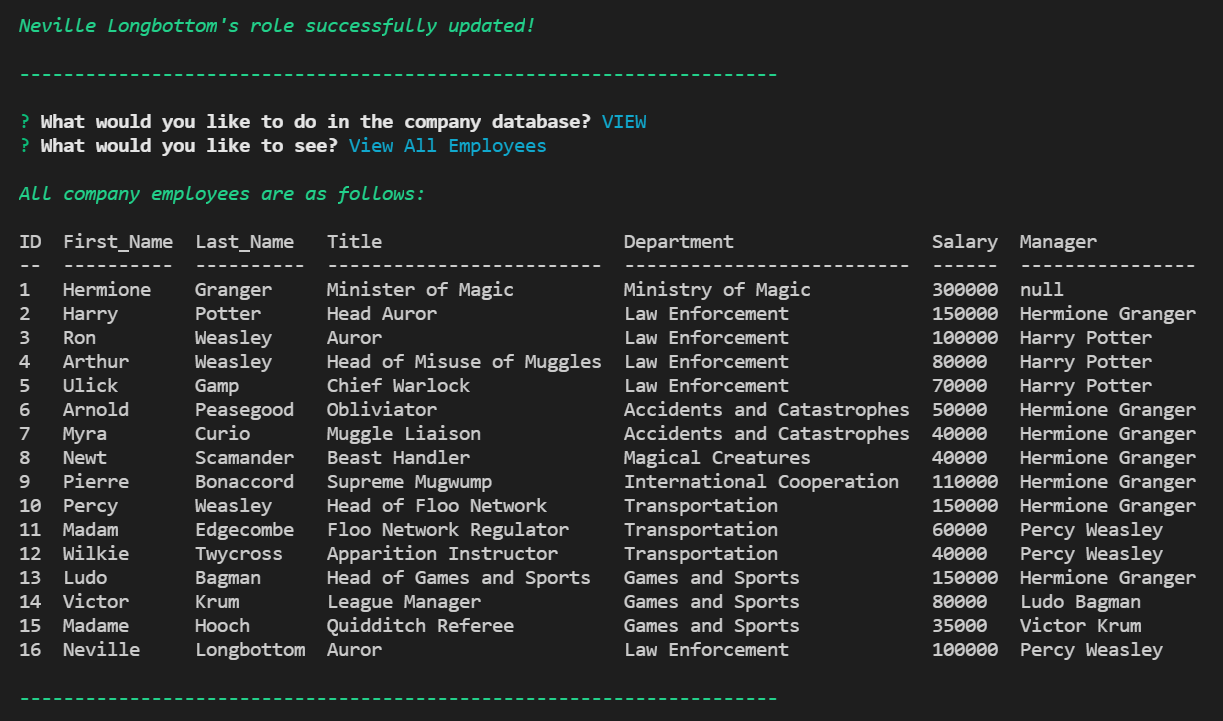 Neville Longbottom's role successfully updated!
---------------------------------------------------------------------
? What would you like to do in the company database? VIEW
? What would you like to see? View All Employees
All company employees are as follows:
ID  First_Name  Last_Name   Title                      Department                  Salary  Manager
--  ----------  ----------  -------------------------  --------------------------  ------  ----------------
1   Hermione    Granger     Minister of Magic          Ministry of Magic           300000  null
2   Harry       Potter      Head Auror                 Law Enforcement             150000  Hermione Granger
3   Ron         Weasley     Auror                      Law Enforcement             100000  Harry Potter
4   Arthur      Weasley     Head of Misuse of Muggles  Law Enforcement             80000   Harry Potter
5   Ulick       Gamp        Chief Warlock              Law Enforcement             70000   Harry Potter
6   Arnold      Peasegood   Obliviator                 Accidents and Catastrophes  50000   Hermione Granger
7   Myra        Curio       Muggle Liaison             Accidents and Catastrophes  40000   Hermione Granger
8   Newt        Scamander   Beast Handler              Magical Creatures           40000   Hermione Granger
9   Pierre      Bonaccord   Supreme Mugwump            International Cooperation   110000  Hermione Granger
10  Percy       Weasley     Head of Floo Network       Transportation              150000  Hermione Granger
11  Madam       Edgecombe   Floo Network Regulator     Transportation              60000   Percy Weasley
12  Wilkie      Twycross    Apparition Instructor      Transportation              40000   Percy Weasley
13  Ludo        Bagman      Head of Games and Sports   Games and Sports            150000  Hermione Granger
14  Victor      Krum        League Manager             Games and Sports            80000   Ludo Bagman
15  Madame      Hooch       Quidditch Referee          Games and Sports            35000   Victor Krum
16  Neville     Longbottom  Auror                      Law Enforcement             100000  Percy Weasley
---------------------------------------------------------------------